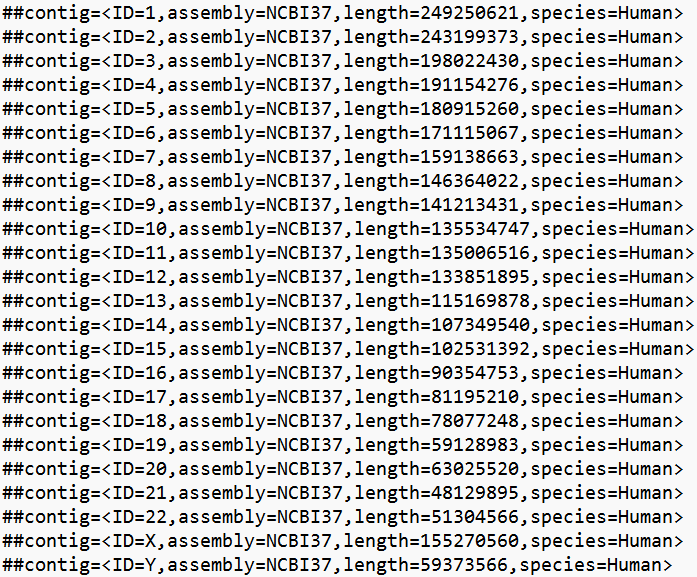 ##contig=<ID=1,assembly=NCBI37,length=249250621,species=Human>
##contig=<ID=2,assembly=NCBI37,length=243199373,species=Human>
##contig=<ID=3,assembly=NCBI37,length=198022430,species=Human>
##contig=<ID=4,assembly=NCBI37,length=191154276,species=Human>
##contig=<ID=5,assembly=NCBI37,length=180915260,species=Human>
##contig=<ID=6,assembly=NCBI37,length=171115067,species=Human>
##contig=<ID=7,assembly=NCBI37,length=159138663,species=Human>
##contig=<ID=8,assembly=NCBI37,length=146364022,species=Human>
##contig=<ID=9,assembly=NCBI37,length=141213431,species=Human>
##contig=<ID=10,assembly=NCBI37,length=135534747,species=Human>
##contig=<ID=11,assembly=NCBI37,length=135006516,species=Human>
##contig=<ID=12,assembly=NCBI37,length=133851895,species=Human>
##contig=<ID=13,assembly=NCBI37,length=115169878,species=Human>
##contig=<ID=14,assembly=NCBI37,length=107349540,species=Human>
##contig=<ID=15,assembly=NCBI37,length=102531392,species=Human>
##contig=<ID=16,assembly=NCBI37,length=90354753,species=Human>
##contig=<ID=17,assembly=NCBI37,length=81195210,species=Human>
##contig=<ID=18,assembly=NCBI37,length=78077248,species=Human>
##contig=<ID=19,assembly=NCBI37,length=59128983,species=Human>
##contig=<ID=20,assembly=NCBI37,length=63025520,species=Human>
##contig=<ID=21,assembly=NCBI37,length=48129895,species=Human>
##contig=<ID=22,assembly=NCBI37,length=51304566,species=Human>
##contig=<ID=X,assembly=NCBI37,length=155270560,species=Human>
##contig=<ID=Y,assembly=NCBI37,length=59373566,species=Human>